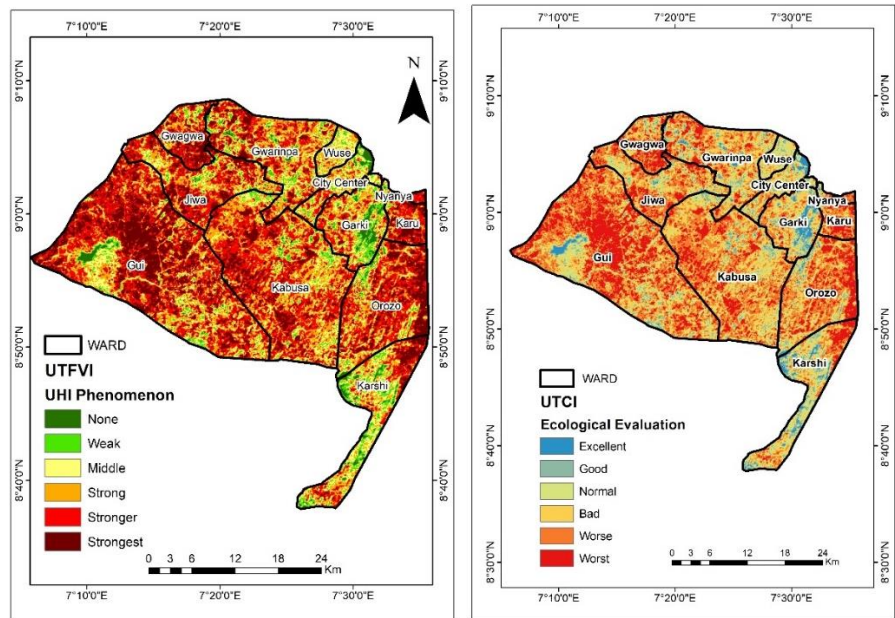 7°10'0"E 7°20'0"E 7°30'0"E
9°10'0"N
9°0'0"N
8°50'0"N
8°40'0"N
N
Gwagwa
Gwarinpa
Wuse
City Center
Nyanya
Jiwa
Karu
Garki
Gui
Kabusa
Orozo
Karshi
WARD
UTFVI
UHI Phenomenon
None
Weak
Middle
Strong
Stronger
Strongest
0 3 6 12 18 24
Km
7°10'0"E 7°20'0"E 7°30'0"E
7°10'0"E 7°20'0"E 7°30'0"E
9°10'0"N
9°0'0"N
8°50'0"N
8°40'0"N
8°30'0"N
Gwagwa
Gwarinpa
Wuse
City Center
Nyanya
Jiwa
Karu
Garki
Gui
Kabusa
Orozo
Karshi
WARD
UTCI
Ecological Evaluation
Excellent
Good
Normal
Bad
Worse
Worst
0 3 6 12 18 24
Km
7°10'0"E 7°20'0"E 7°30'0"E